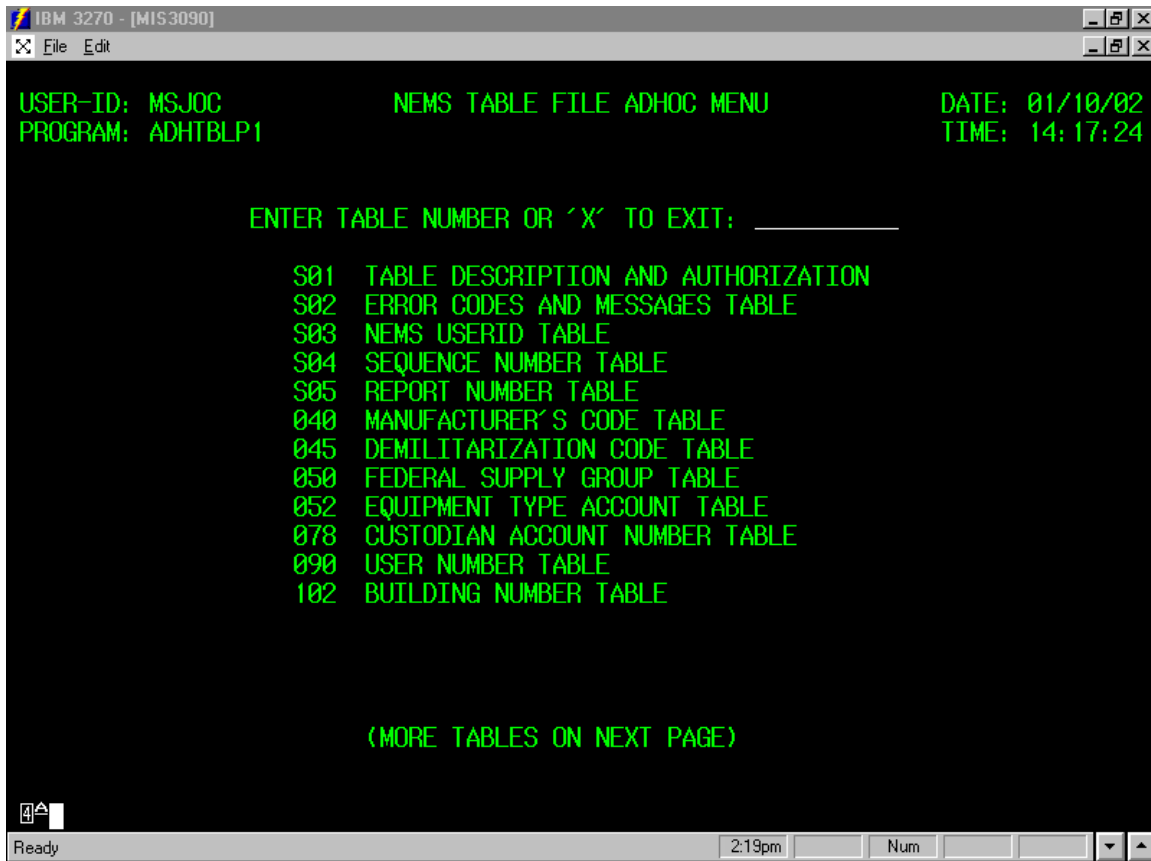 IBM 3270 - [MIS3090]
File Edit
USER-ID: MSJOC NEMS TABLE FILE ADHOC MENU DATE: 01/10/02
PROGRAM: ADHTBLP1 TIME: 14:17:24
ENTER TABLE NUMBER OR ´X´ TO EXIT: ____________
S01 TABLE DESCRIPTION AND AUTHORIZATION
S02 ERROR CODES AND MESSAGES TABLE
S03 NEMS USERID TABLE
S04 SEQUENCE NUMBER TABLE
S05 REPORT NUMBER TABLE
040 MANUFACTURER´S CODE TABLE
045 DEMILITARIZATION CODE TABLE
050 FEDERAL SUPPLY GROUP TABLE
052 EQUIPMENT TYPE ACCOUNT TABLE
078 CUSTODIAN ACCOUNT NUMBER TABLE
090 USER NUMBER TABLE
102 BUILDING NUMBER TABLE
(MORE TABLES ON NEXT PAGE)
4
Ready 2:19pm Num